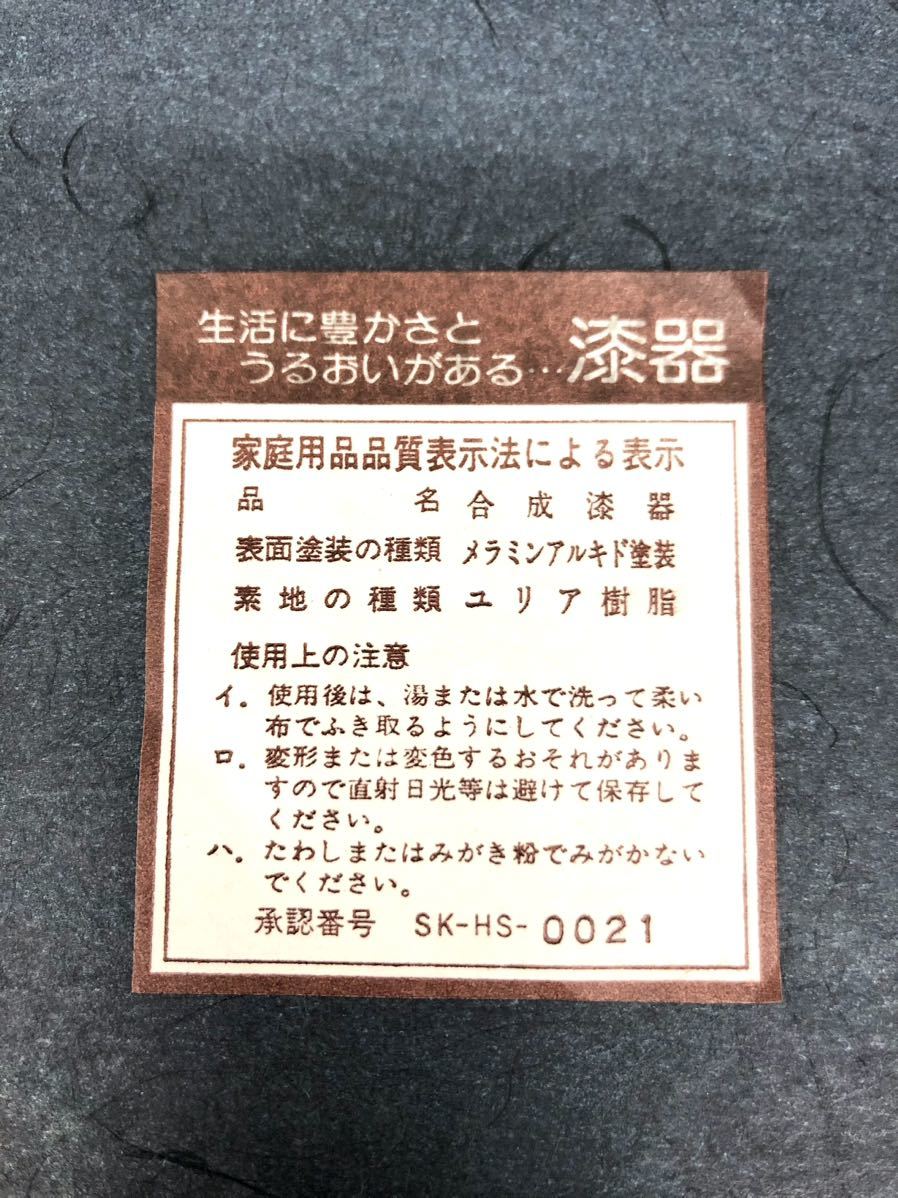 生活に豊かさと
うるおいがある…漆器
家庭用品品質表示法による表示
品名 合成漆器
表面塗装の種類 メラミンアルキド塗装
素地の種類 ユリア樹脂
使用上の注意
イ. 使用後は、湯または水で洗って柔い
布でふき取るようにしてください。
ロ. 変形または変色するおそれがありま
すので直射日光等は避けて保存して
ください。
ハ. たわしまたはみがき粉でみがかない
でください。
承認番号 SK-HS-0021